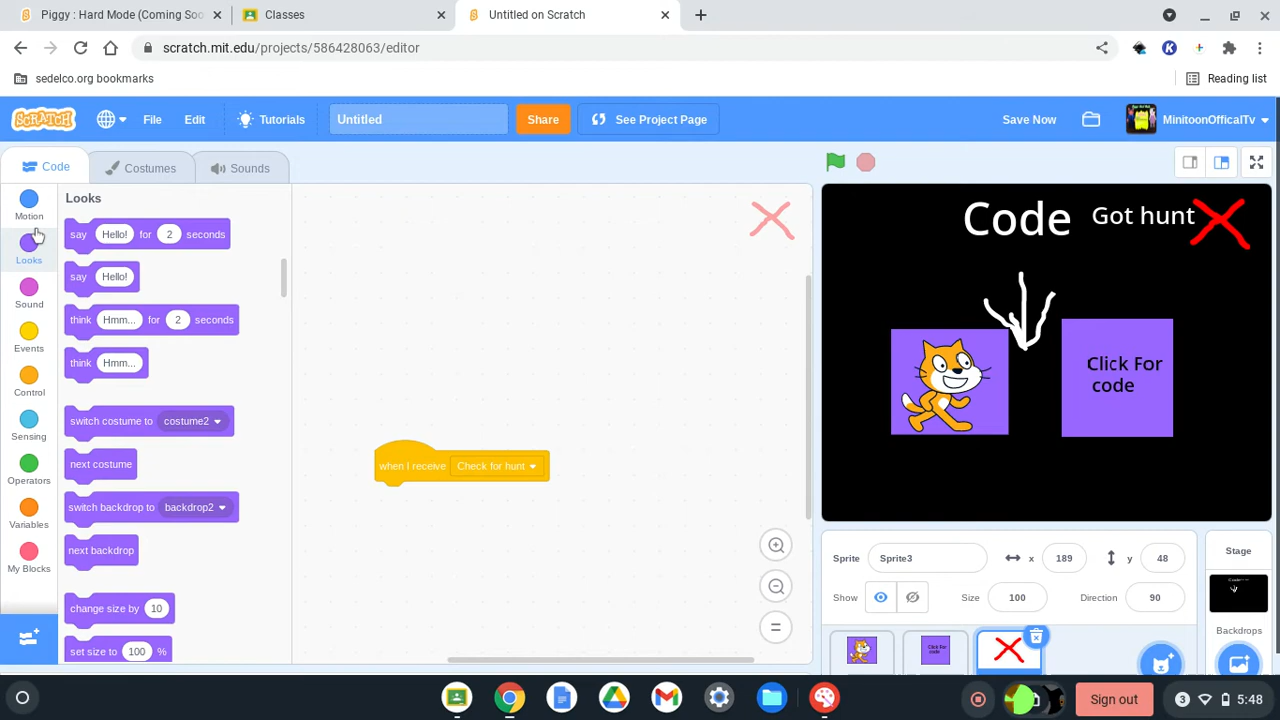 Piggy : Hard Mode (Coming Soo
Classes
Untitled on Scratch
scratch.mit.edu/projects/586428063/editor
sedelco.org bookmarks
Reading list
SCRATCH
File
Edit
Tutorials
Untitled
Share
See Project Page
Save Now
MinitoonOfficalTv
Code
Costumes
Sounds
Motion
Looks
Sound
Events
Control
Sensing
Operators
Variables
My Blocks
Looks
say Hello! for 2 seconds
say Hello!
think Hmm... for 2 seconds
think Hmm...
switch costume to costume2
next costume
switch backdrop to backdrop2
next backdrop
change size by 10
set size to 100 %
when I receive Check for hunt
Code
Got hunt
Click For
code
Sprite
Sprite3
x
189
y
48
Show
Size
100
Direction
90
Stage
Backdrops
Click For
code
Sign out
3
5:48